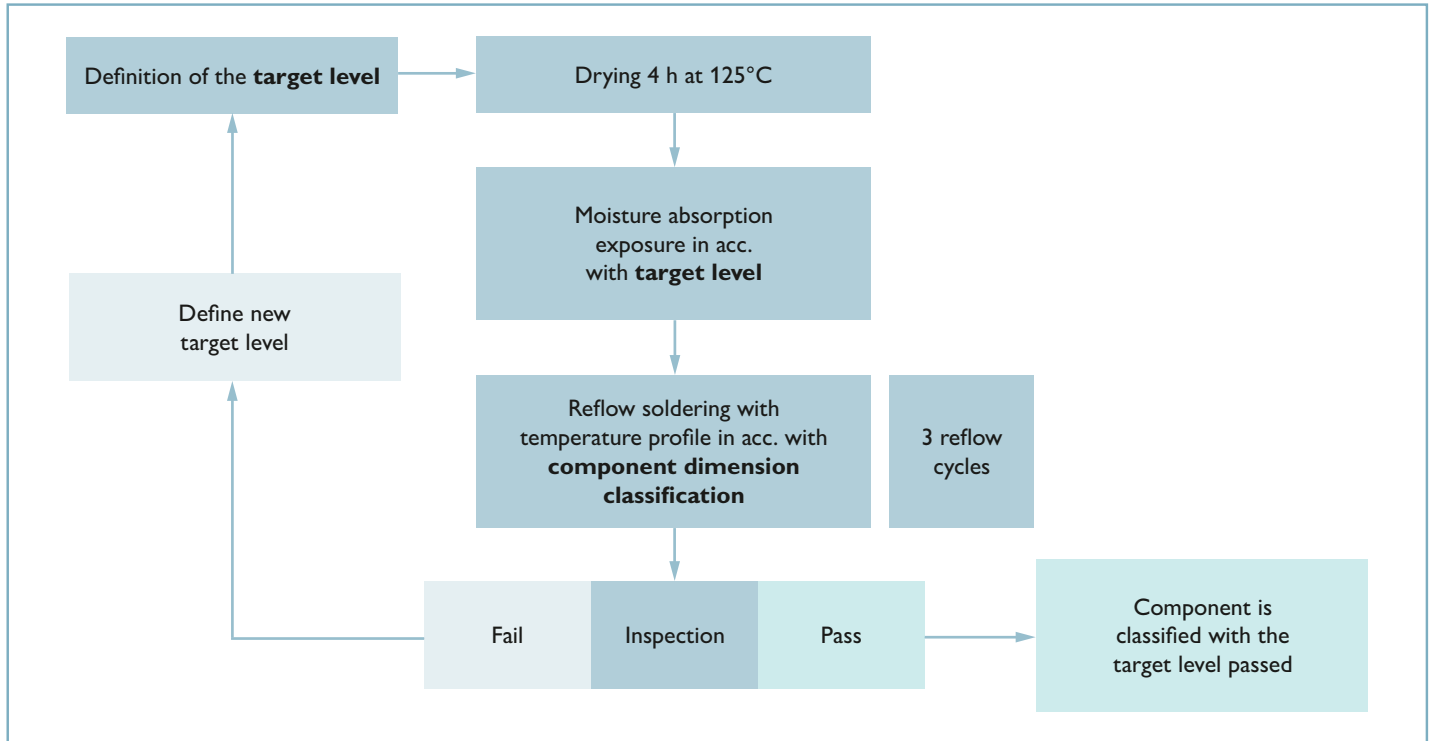 Definition of the target level
Drying 4 h at 125°C
Moisture absorption
exposure in acc.
with target level
Define new
target level
Reflow soldering with
temperature profile in acc. with
component dimension
classification
3 reflow
cycles
Fail
Inspection
Pass
Component is
classified with the
target level passed